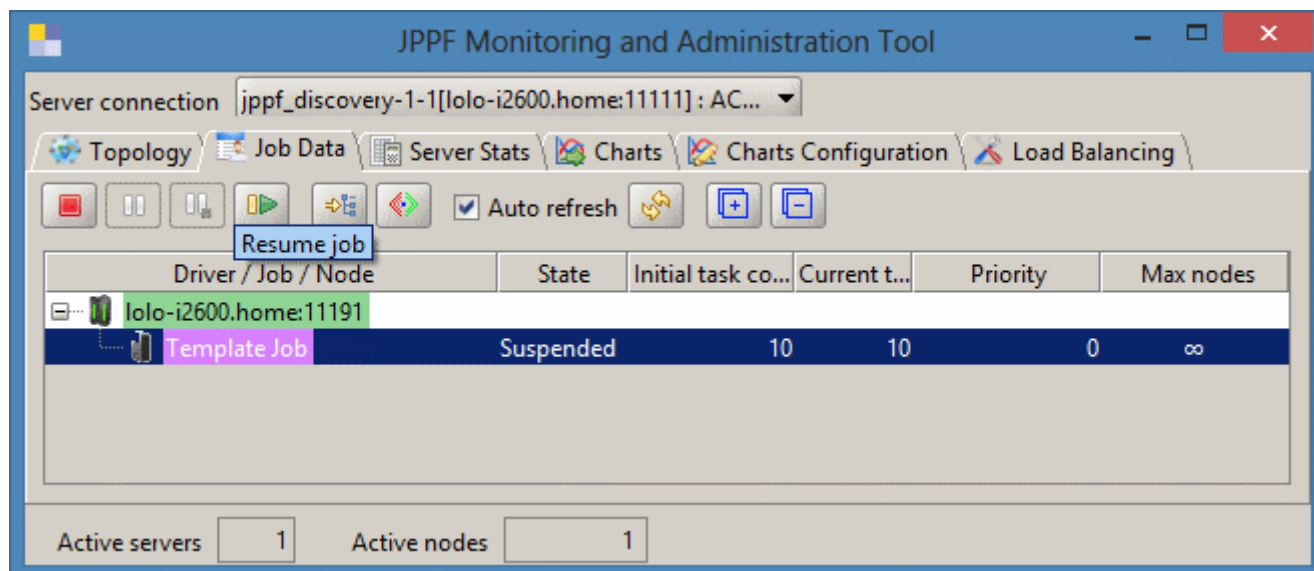 JPPF Monitoring and Administration Tool
Server connection jppf_discovery-1-1[lolo-i2600.home:11111] : AC...
Topology Job Data Server Stats Charts Charts Configuration Load Balancing
Auto refresh
Resume job
Driver / Job / Node State Initial task co... Current t... Priority Max nodes
lolo-i2600.home:11191
Template Job Suspended 10 10 0 ∞
Active servers 1 Active nodes 1